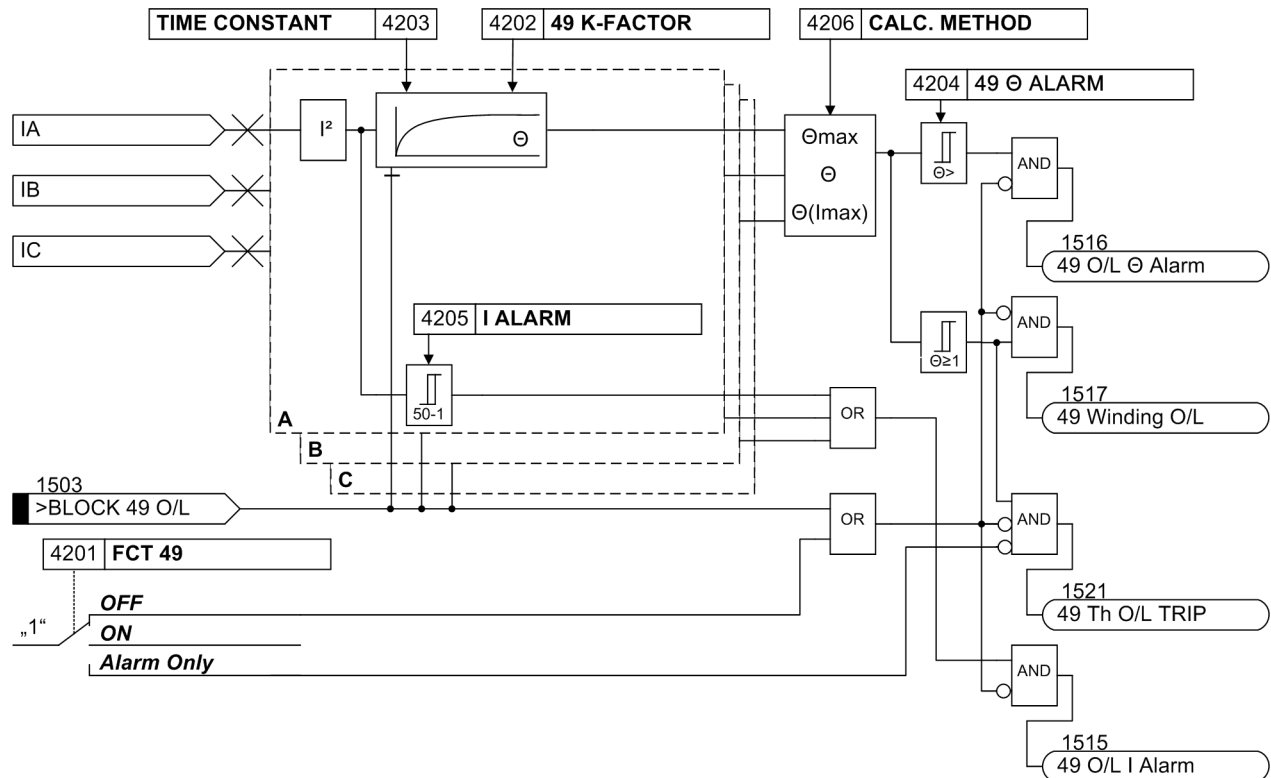 TIME CONSTANT 4203
4202 49 K-FACTOR
4206 CALC. METHOD
4204 49 Θ ALARM
IA
I²
Θ
Θmax
Θ
Θ(Imax)
Θ>
AND
IB
IC
1516
49 O/L Θ Alarm
4205 I ALARM
50-1
Θ≥1
AND
OR
A
B
C
1517
49 Winding O/L
1503
>BLOCK 49 O/L
OR
AND
4201 FCT 49
OFF
„1“
ON
Alarm Only
1521
49 Th O/L TRIP
AND
1515
49 O/L I Alarm